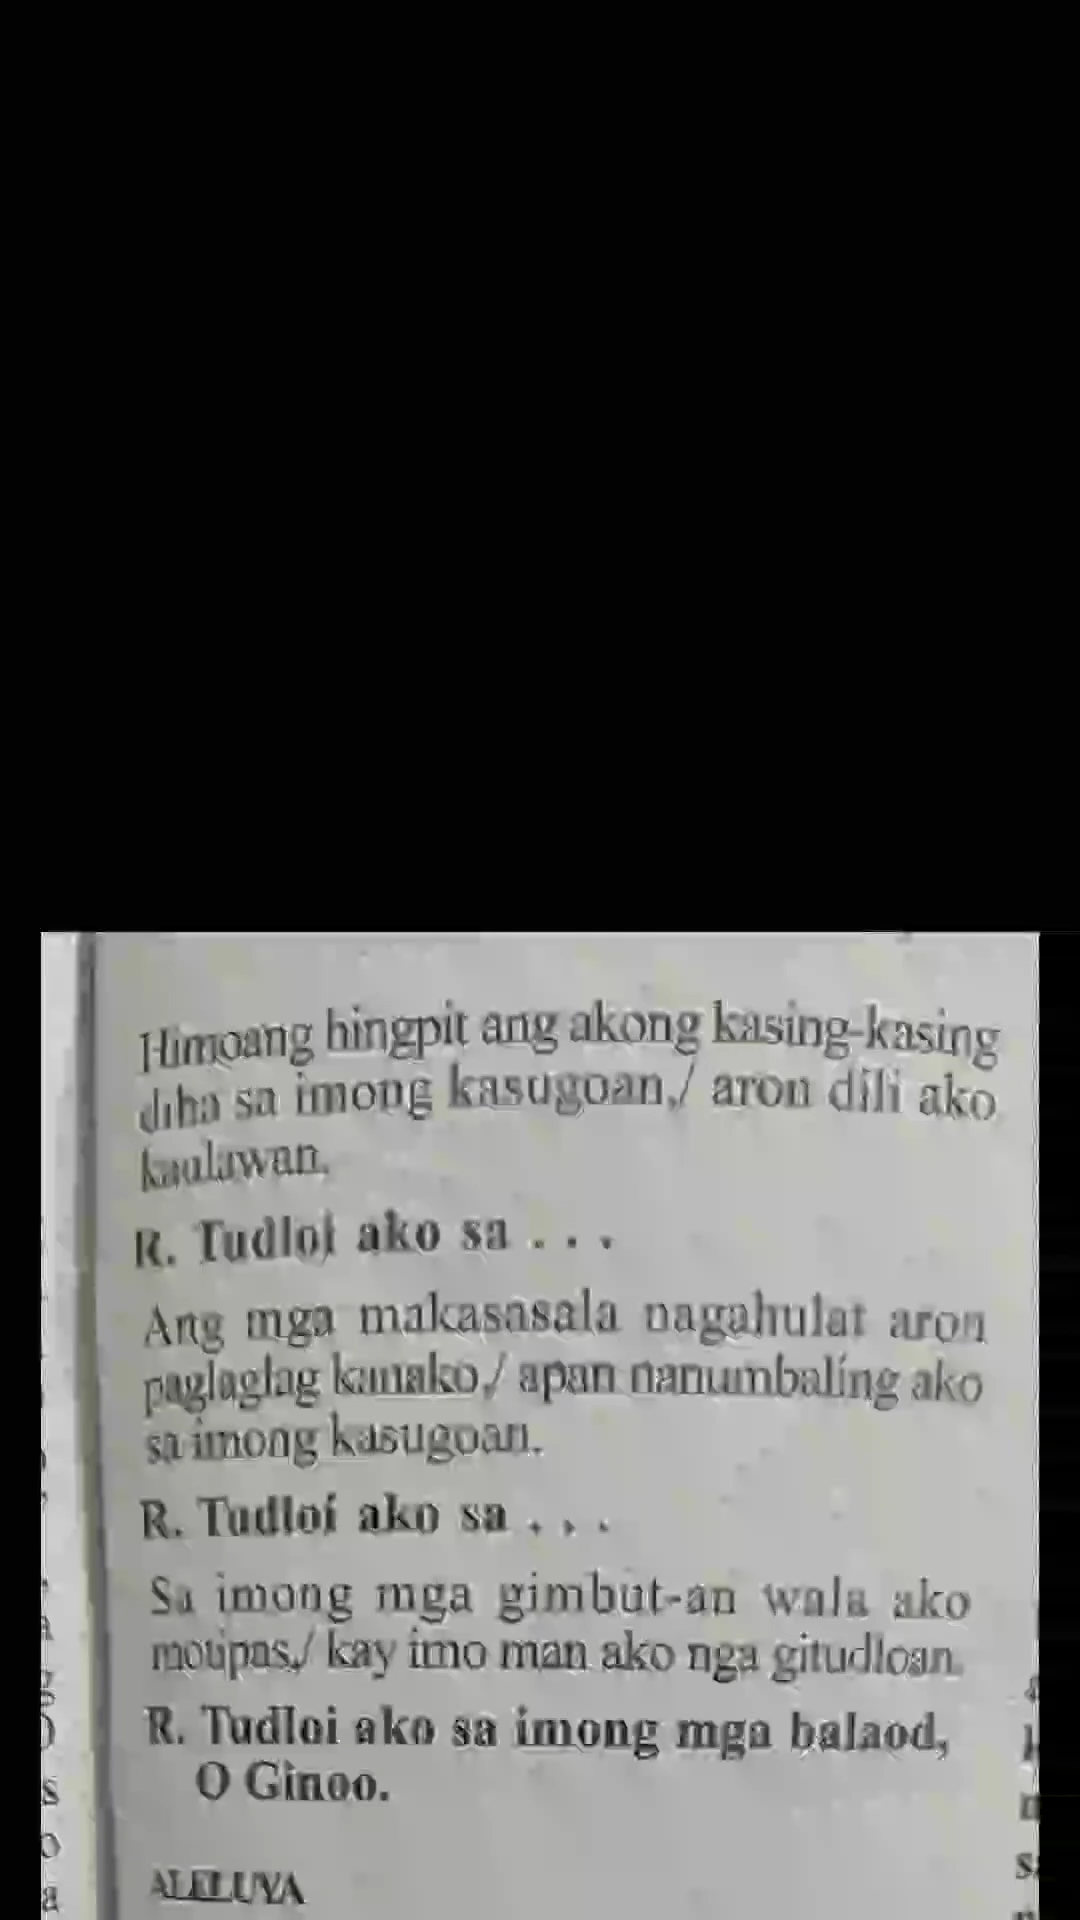 Himoang hingpit ang akong kasing-kasing
diha sa imong kasugoan,/ aron dili ako
kaulawan.
R. Tudloi ako sa . . .
Ang mga makasasala nagahulat aron
paglaglag kanako,/ apan nanumbaling ako
sa imong kasugoan.
R. Tudloi ako sa . . .
Sa imong mga gimbut-an wala ako
motipas,/ kay imo man ako nga gitudloan.
R. Tudloi ako sa imong mga balaod,
O Ginoo.
ALELUYA